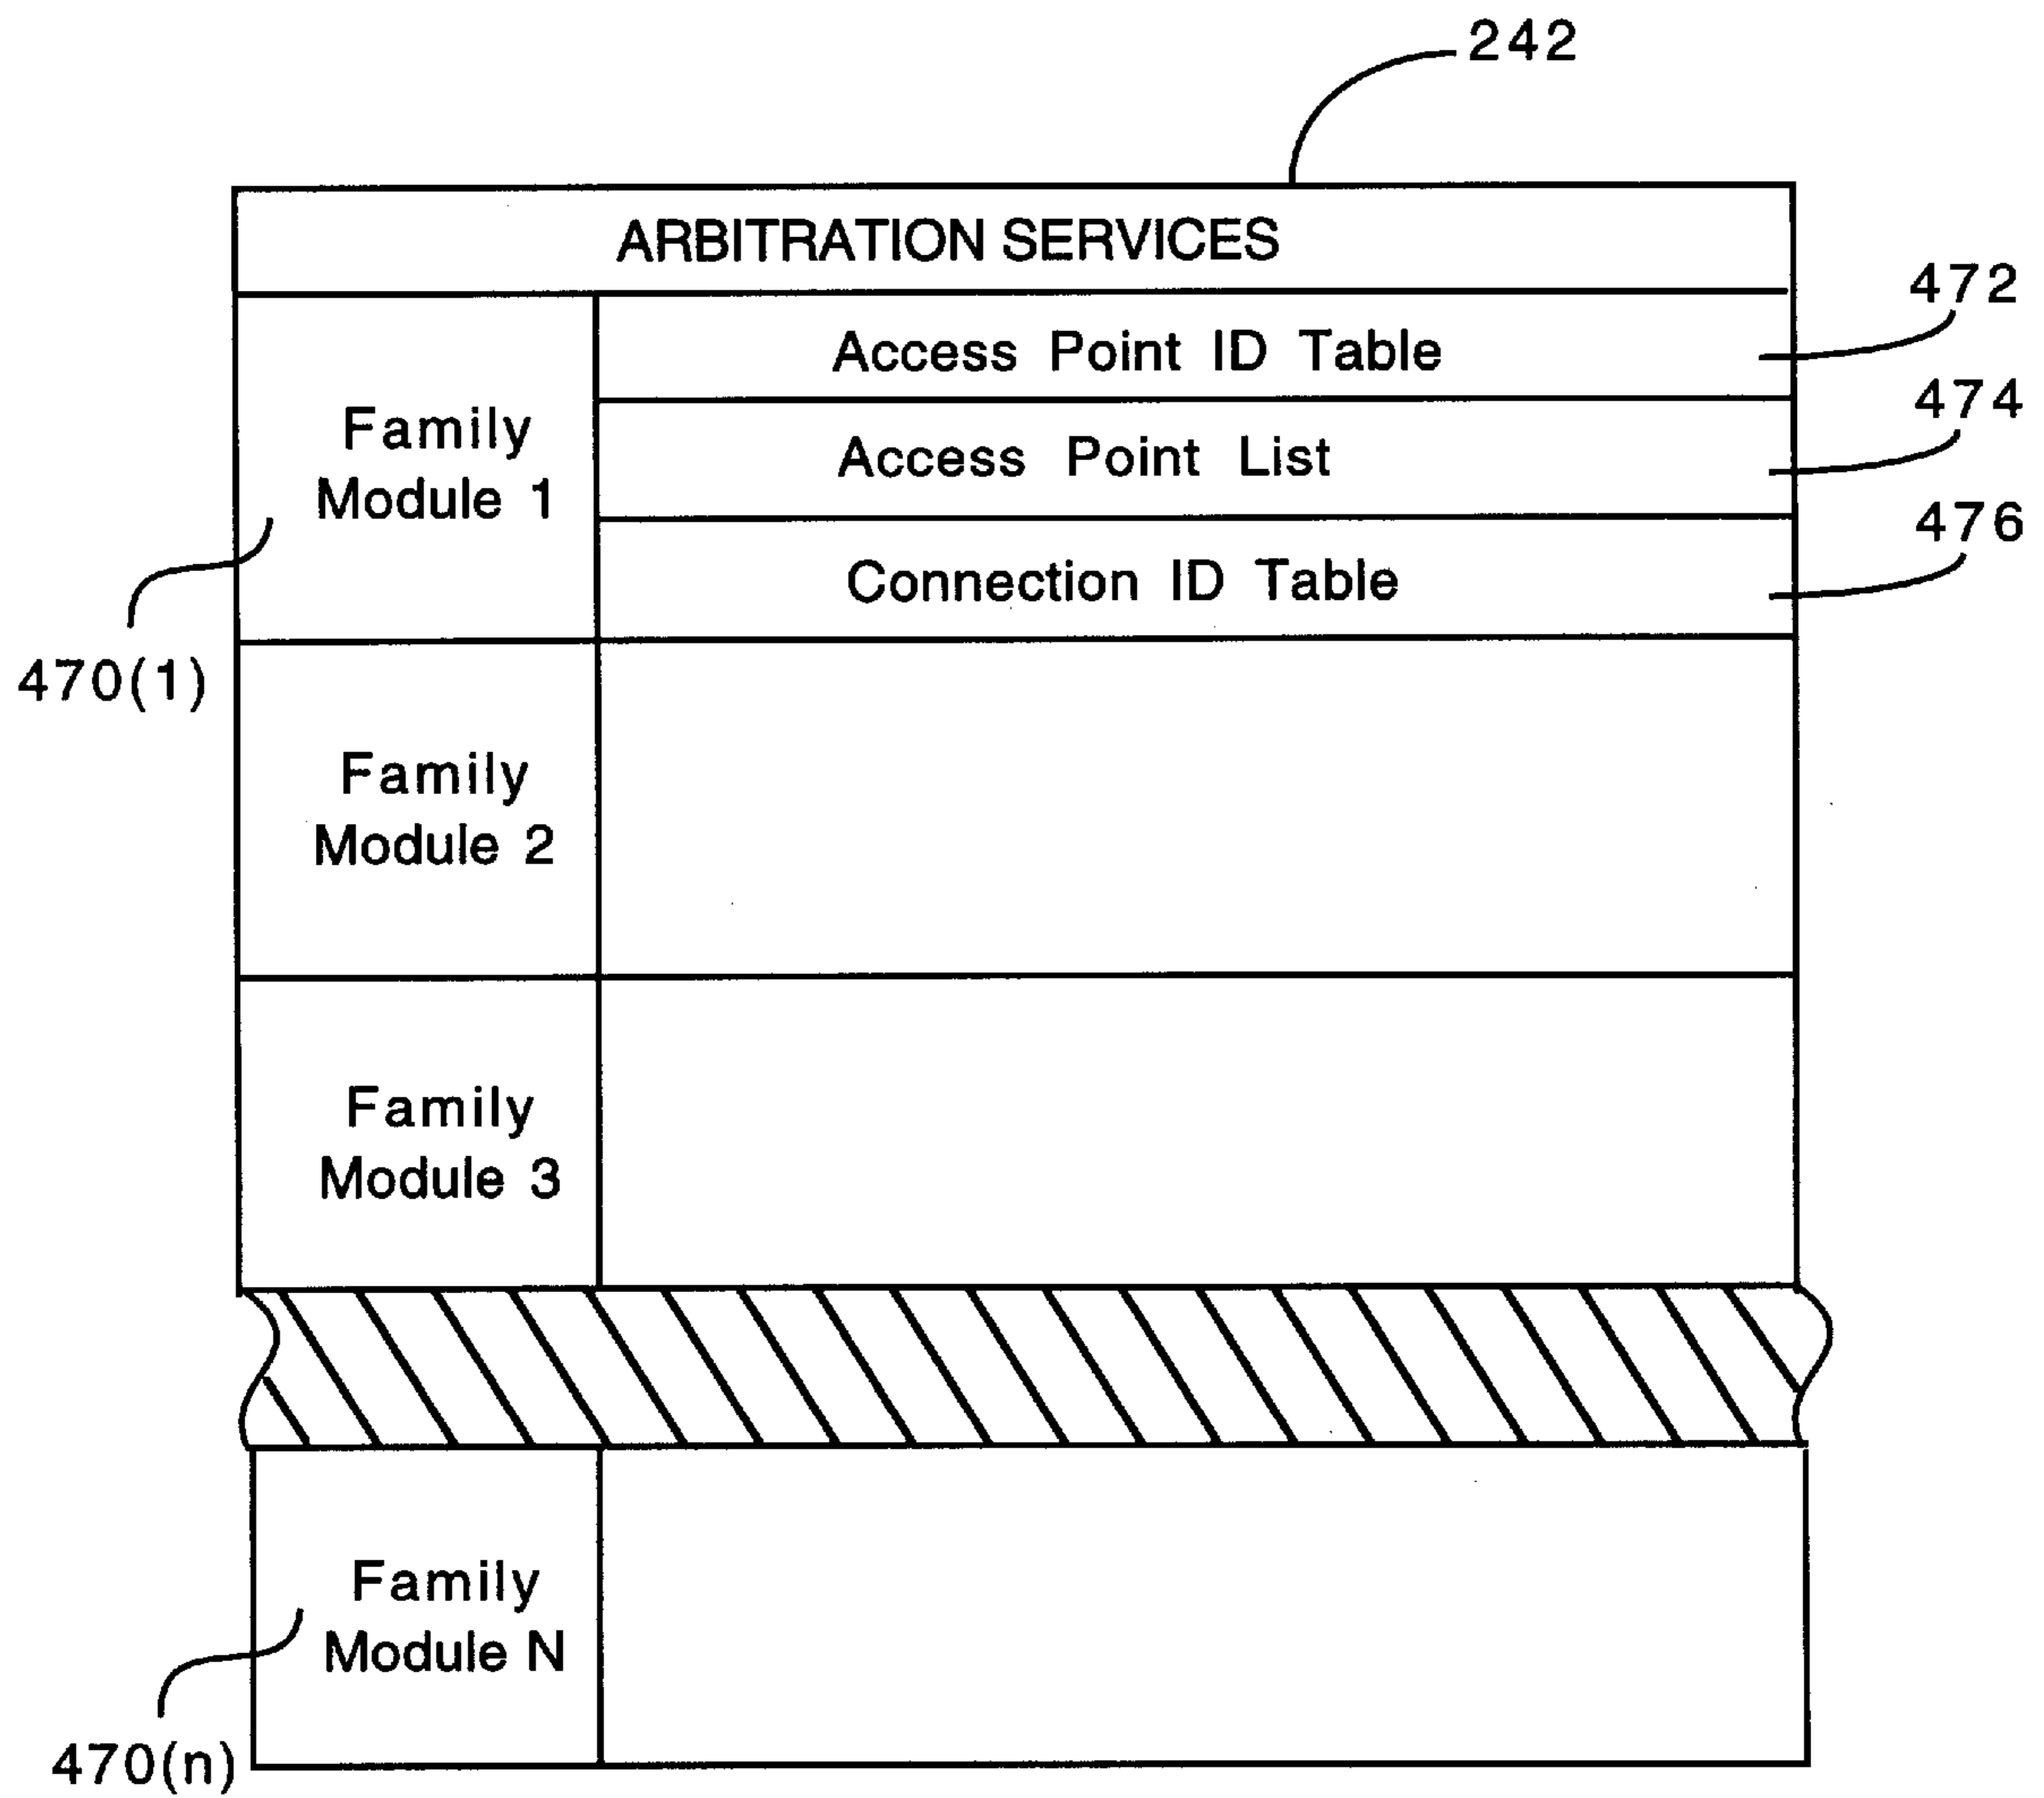 242
ARBITRATION SERVICES
472
Access Point ID Table
474
Access Point List
Family
Module 1
476
Connection ID Table
470(1)
Family
Module 2
Family
Module 3
Family
Module N
470(n)